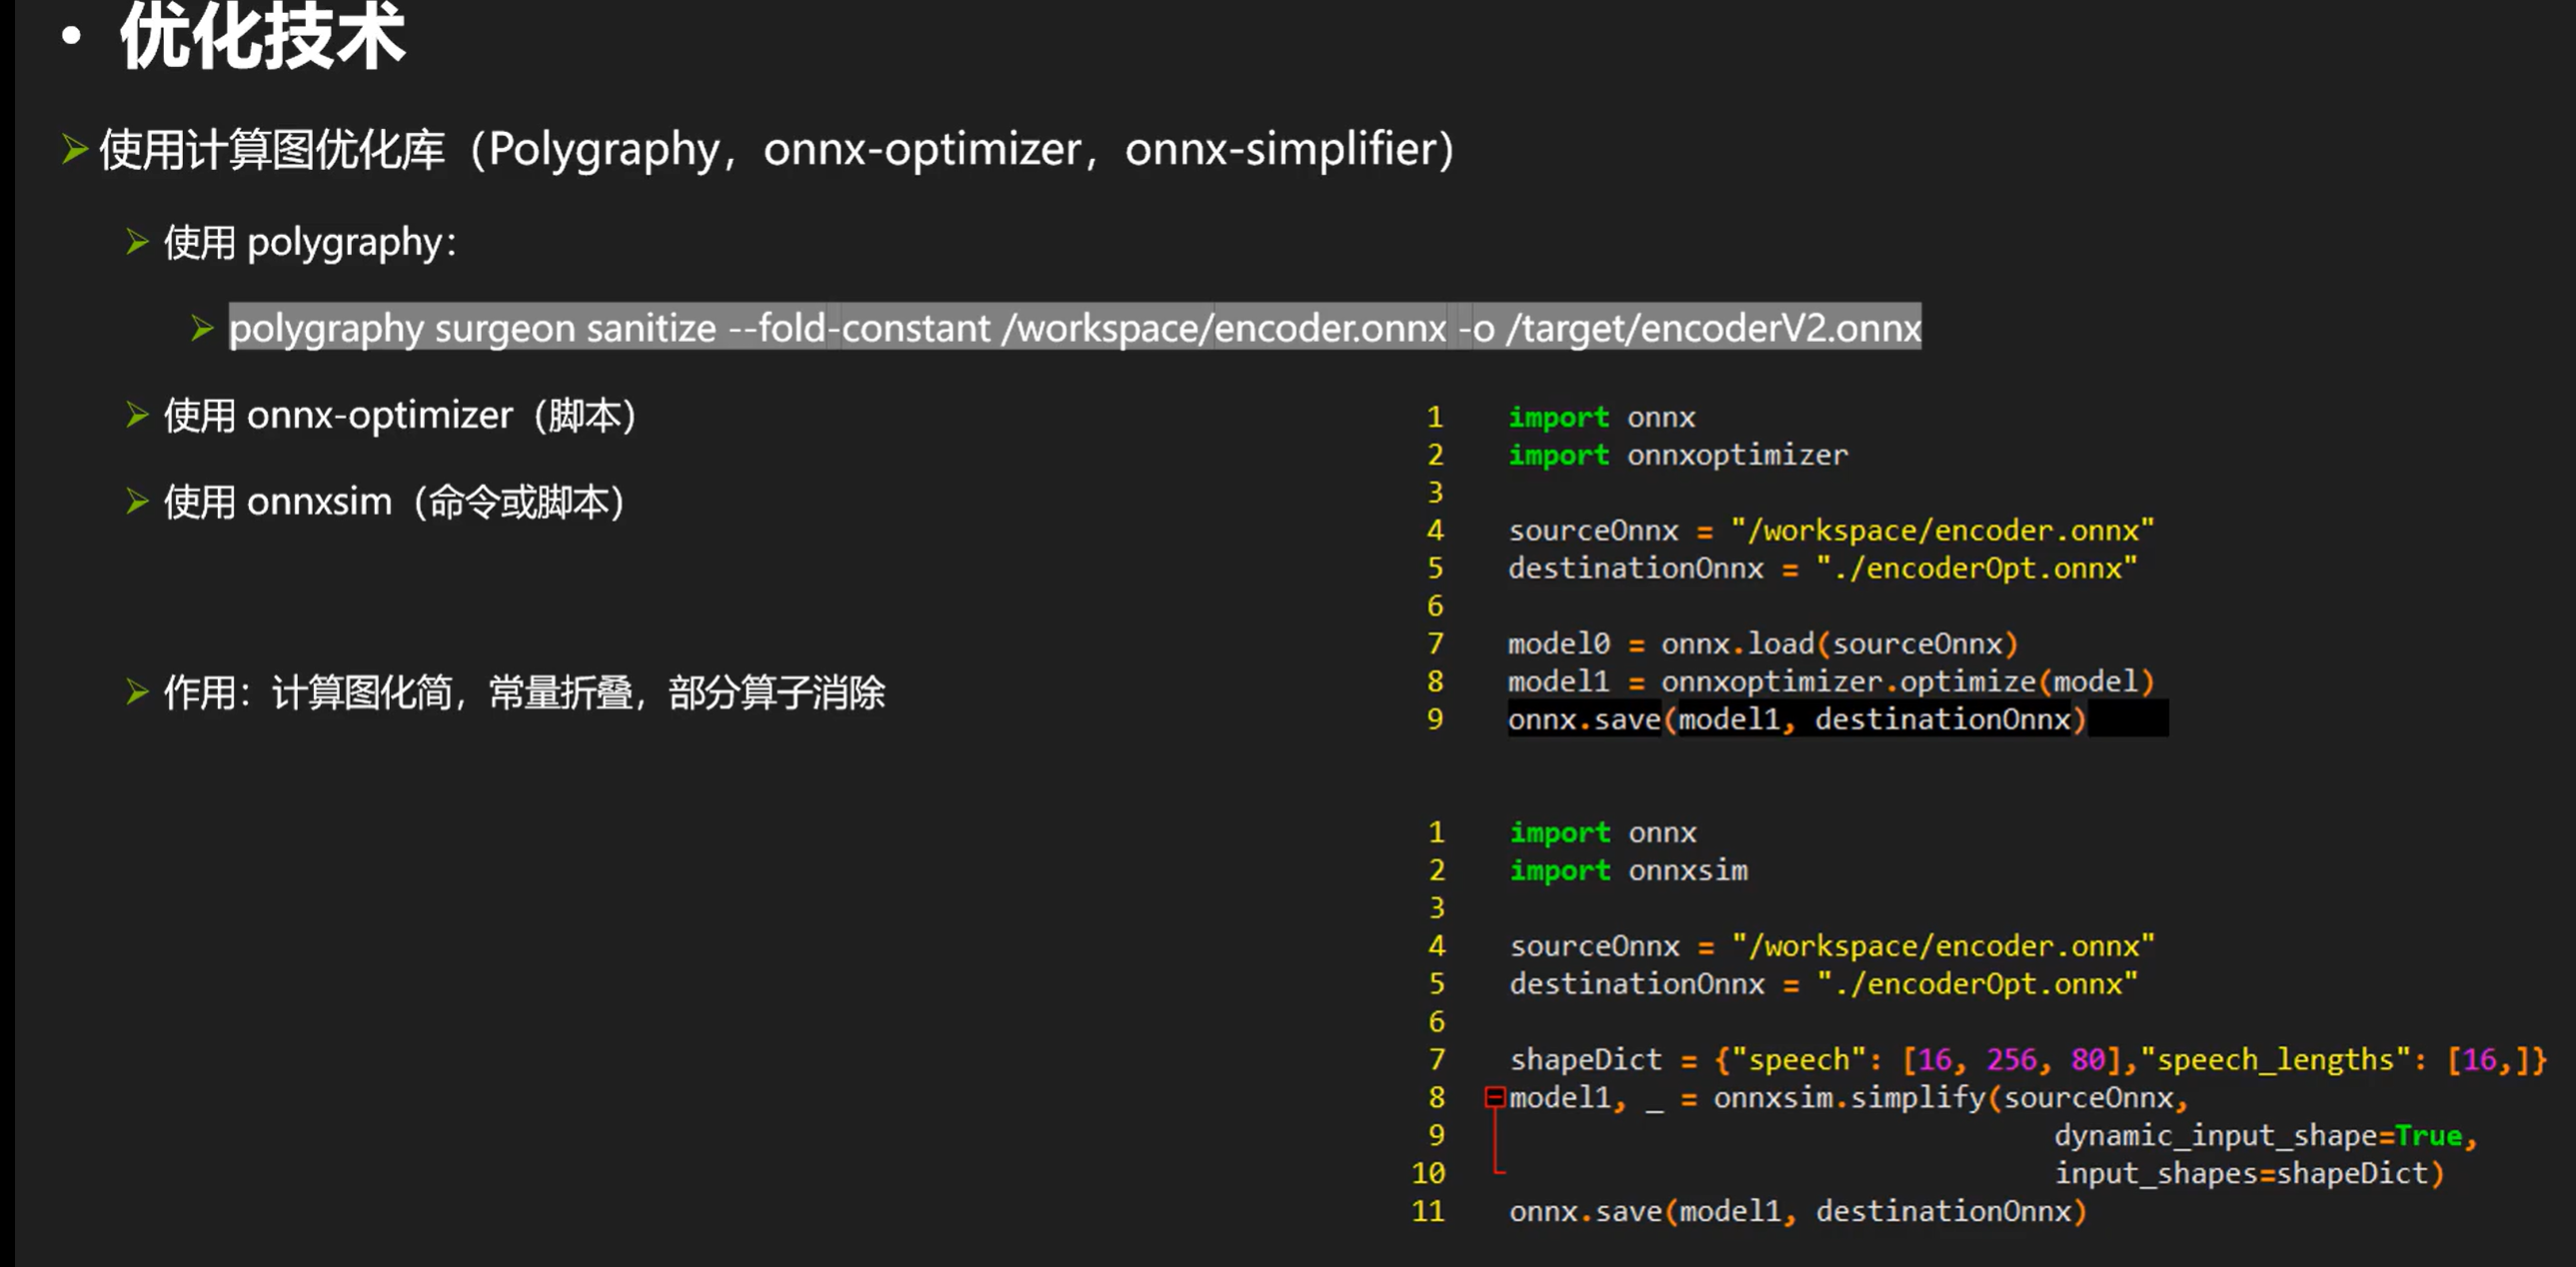 • 优化技术
➢ 使用计算图优化库（Polygraphy，onnx-optimizer，onnx-simplifier）
➢ 使用 polygraphy：
➢ polygraphy surgeon sanitize --fold-constant /workspace/encoder.onnx -o /target/encoderV2.onnx
➢ 使用 onnx-optimizer（脚本）
➢ 使用 onnxsim（命令或脚本）
➢ 作用：计算图化简，常量折叠，部分算子消除
1 import onnx
2 import onnxoptimizer
3
4 sourceOnnx = "/workspace/encoder.onnx"
5 destinationOnnx = "./encoderOpt.onnx"
6
7 model0 = onnx.load(sourceOnnx)
8 model1 = onnxoptimizer.optimize(model)
9 onnx.save(model1, destinationOnnx)
1 import onnx
2 import onnxsim
3
4 sourceOnnx = "/workspace/encoder.onnx"
5 destinationOnnx = "./encoderOpt.onnx"
6
7 shapeDict = {"speech": [16, 256, 80],"speech_lengths": [16,]}
8 model1, _ = onnxsim.simplify(sourceOnnx,
9 dynamic_input_shape=True,
10 input_shapes=shapeDict)
11 onnx.save(model1, destinationOnnx)